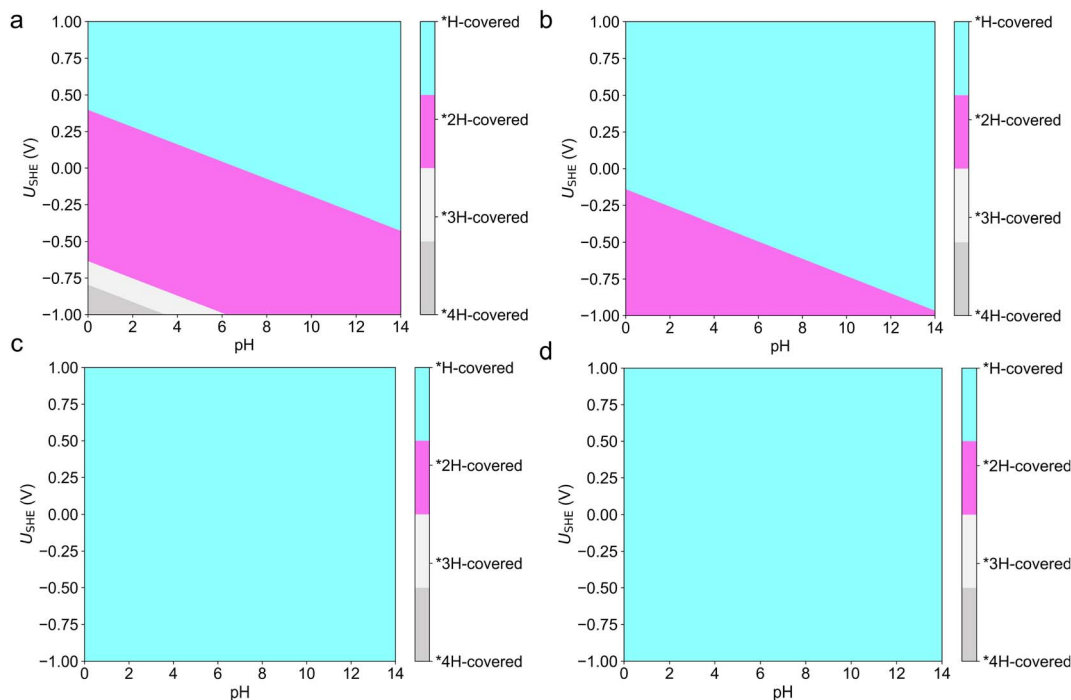 a
1.00
0.75
0.50
0.25
0.00
−0.25
−0.50
−0.75
−1.00
U_SHE (V)
0 2 4 6 8 10 12 14
pH
*H-covered
*2H-covered
*3H-covered
*4H-covered
b
1.00
0.75
0.50
0.25
0.00
−0.25
−0.50
−0.75
−1.00
U_SHE (V)
0 2 4 6 8 10 12 14
pH
*H-covered
*2H-covered
*3H-covered
*4H-covered
c
1.00
0.75
0.50
0.25
0.00
−0.25
−0.50
−0.75
−1.00
U_SHE (V)
0 2 4 6 8 10 12 14
pH
*H-covered
*2H-covered
*3H-covered
*4H-covered
d
1.00
0.75
0.50
0.25
0.00
−0.25
−0.50
−0.75
−1.00
U_SHE (V)
0 2 4 6 8 10 12 14
pH
*H-covered
*2H-covered
*3H-covered
*4H-covered